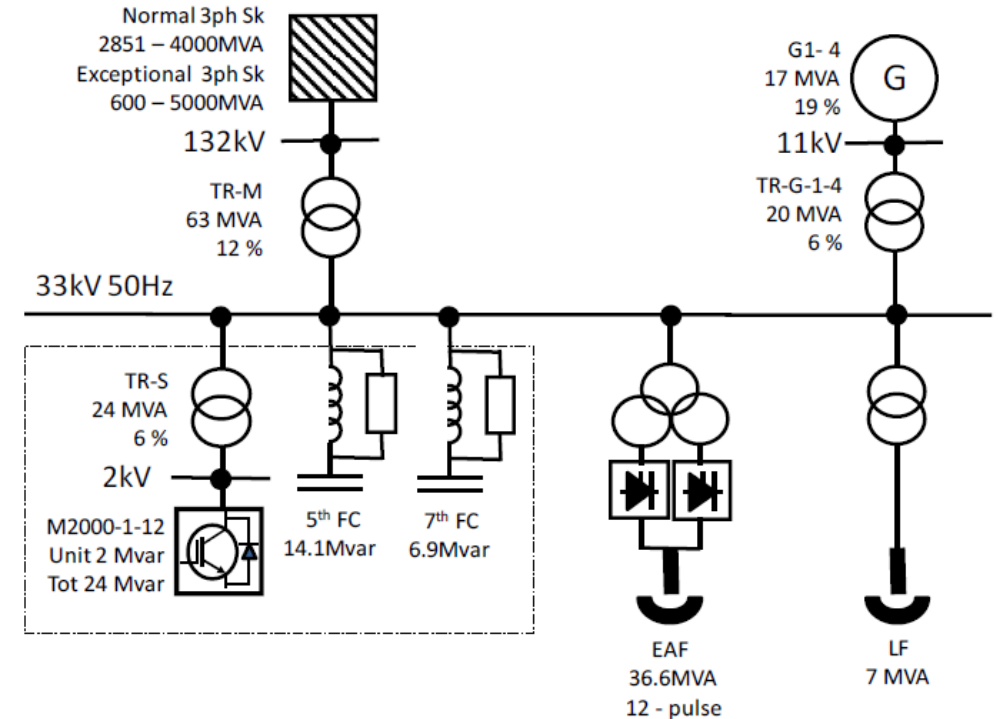 Normal 3ph Sk
2851 – 4000MVA
Exceptional 3ph Sk
600 – 5000MVA
132kV
TR-M
63 MVA
12 %
G1- 4
17 MVA
19 %
G
11kV
TR-G-1-4
20 MVA
6 %
33kV 50Hz
TR-S
24 MVA
6 %
2kV
M2000-1-12
Unit 2 Mvar
Tot 24 Mvar
5th FC
14.1Mvar
7th FC
6.9Mvar
EAF
36.6MVA
12 - pulse
LF
7 MVA